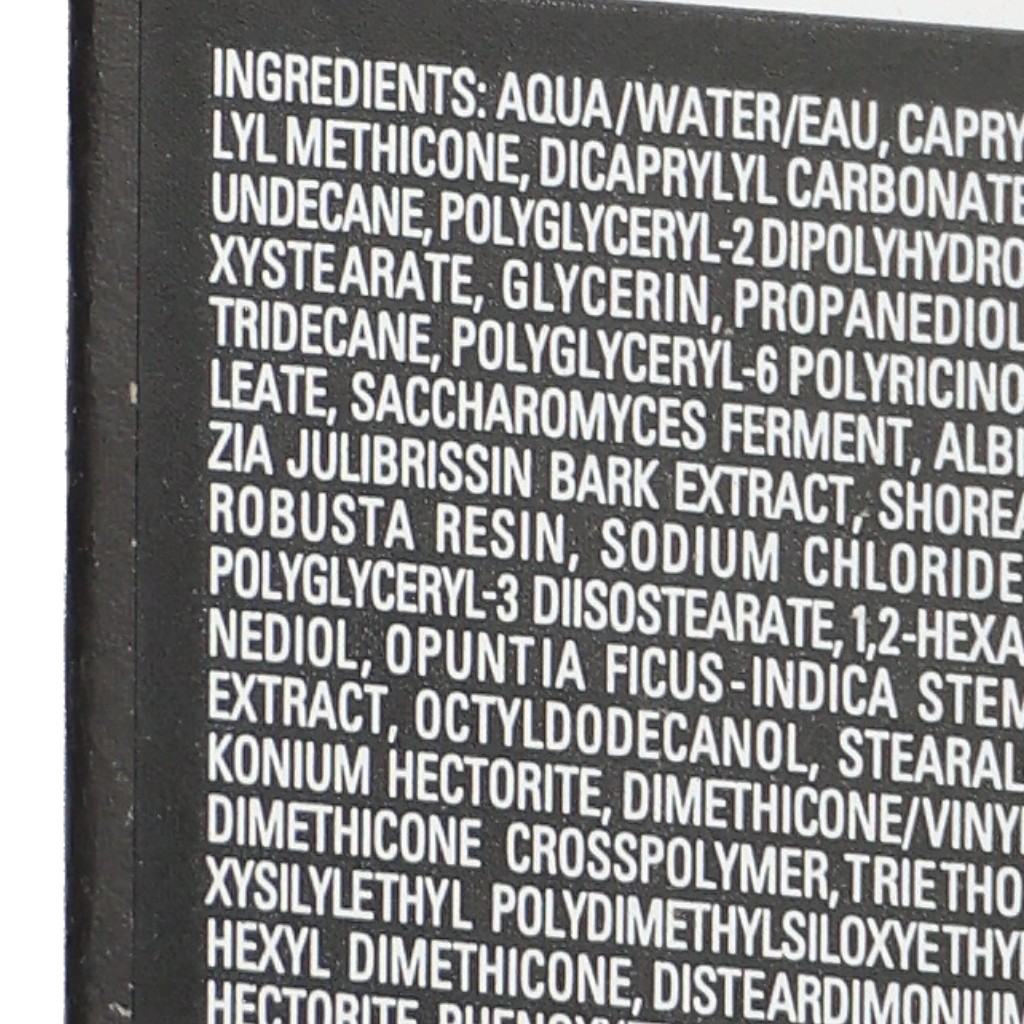 INGREDIENTS: AQUA/WATER/EAU, CAPRY
LYL METHICONE, DICAPRYLYL CARBONATE
UNDECANE, POLYGLYCERYL-2 DIPOLYHYDRO
XYSTEARATE, GLYCERIN, PROPANEDIOL
TRIDECANE, POLYGLYCERYL-6 POLYRICINO
LEATE, SACCHAROMYCES FERMENT, ALBI
ZIA JULIBRISSIN BARK EXTRACT, SHOREA
ROBUSTA RESIN, SODIUM CHLORIDE
POLYGLYCERYL-3 DIISOSTEARATE, 1,2-HEXA
NEDIOL, OPUNTIA FICUS-INDICA STEM
EXTRACT, OCTYLDODECANOL, STEARAL
KONIUM HECTORITE, DIMETHICONE/VINY
DIMETHICONE CROSSPOLYMER, TRIETHO
XYSILYLETHYL POLYDIMETHYLSILOXYETHY
HEXYL DIMETHICONE, DISTEARDIMONIUM
HECTORITE